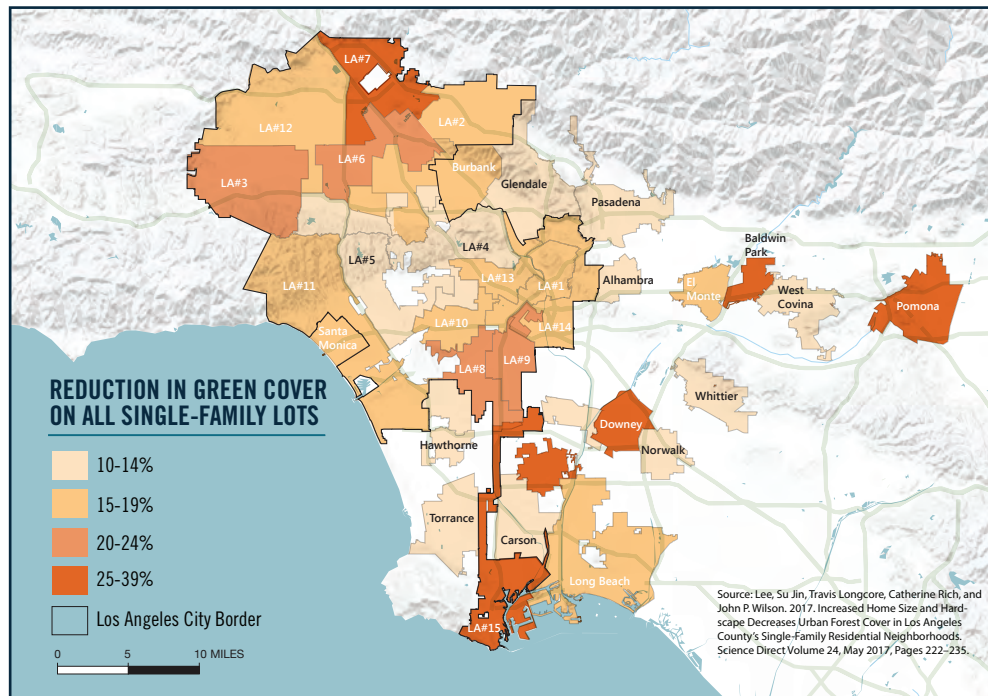 LA#7
LA#12
LA#2
LA#6
LA#3
Burbank
Glendale
Pasadena
LA#4
LA#5
Baldwin
Park
LA#13
LA#1
Alhambra
El
Monte
West
Covina
LA#11
Pomona
Santa
Monica
LA#10
LA#14
LA#9
LA#8
Whittier
Downey
Hawthorne
Norwalk
Torrance
Carson
Long Beach
LA#15
REDUCTION IN GREEN COVER
ON ALL SINGLE-FAMILY LOTS
10-14%
15-19%
20-24%
25-39%
Los Angeles City Border
0 5 10 MILES
Source: Lee, Su Jin, Travis Longcore, Catherine Rich, and
John P. Wilson. 2017. Increased Home Size and Hard-
scape Decreases Urban Forest Cover in Los Angeles
County’s Single-Family Residential Neighborhoods.
Science Direct Volume 24, May 2017, Pages 222–235.